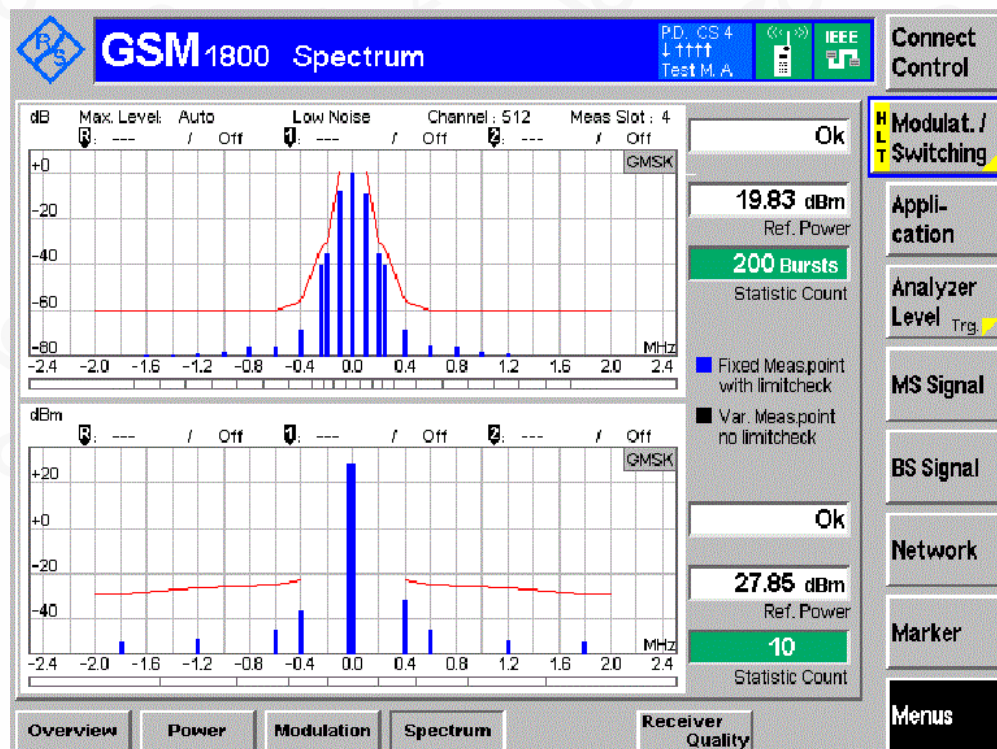 R/S
GSM 1800 Spectrum
P.D. CS 4
↓ ↑↑↑↑
Test M. A
IEEE
Connect
Control
dB Max. Level: Auto Low Noise Channel : 512 Meas Slot : 4
R: --- / Off 1: --- / Off 2: --- / Off
GMSK
+0
-20
-40
-60
-80
MHz
-2.4 -2.0 -1.6 -1.2 -0.8 -0.4 0.0 0.4 0.8 1.2 1.6 2.0 2.4
Ok
19.83 dBm
Ref. Power
200 Bursts
Statistic Count
Fixed Meas.point
with limitcheck
Var. Meas.point
no limitcheck
HLT
Modulat. /
Switching
Appli-
cation
Analyzer
Level Trg.
MS Signal
BS Signal
Network
Marker
Menus
dBm
R: --- / Off 1: --- / Off 2: --- / Off
GMSK
+20
+0
-20
-40
MHz
-2.4 -2.0 -1.6 -1.2 -0.8 -0.4 0.0 0.4 0.8 1.2 1.6 2.0 2.4
Ok
27.85 dBm
Ref. Power
10
Statistic Count
Overview Power Modulation Spectrum Receiver
Quality